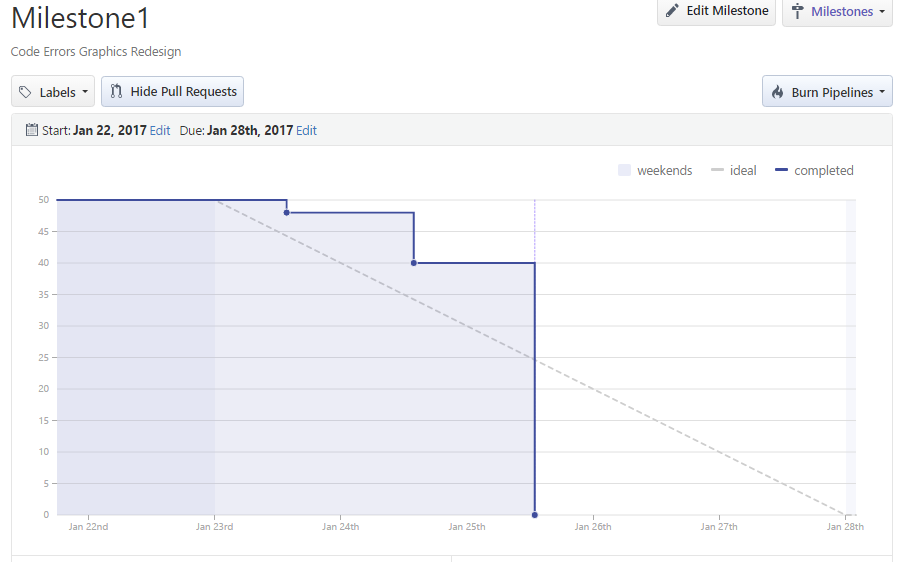 Milestone1
Edit Milestone
Milestones
Code Errors Graphics Redesign
Labels
Hide Pull Requests
Burn Pipelines
Start: Jan 22, 2017 Edit Due: Jan 28th, 2017 Edit
weekends ideal completed
50
45
40
35
30
25
20
15
10
5
0
Jan 22nd Jan 23rd Jan 24th Jan 25th Jan 26th Jan 27th Jan 28th